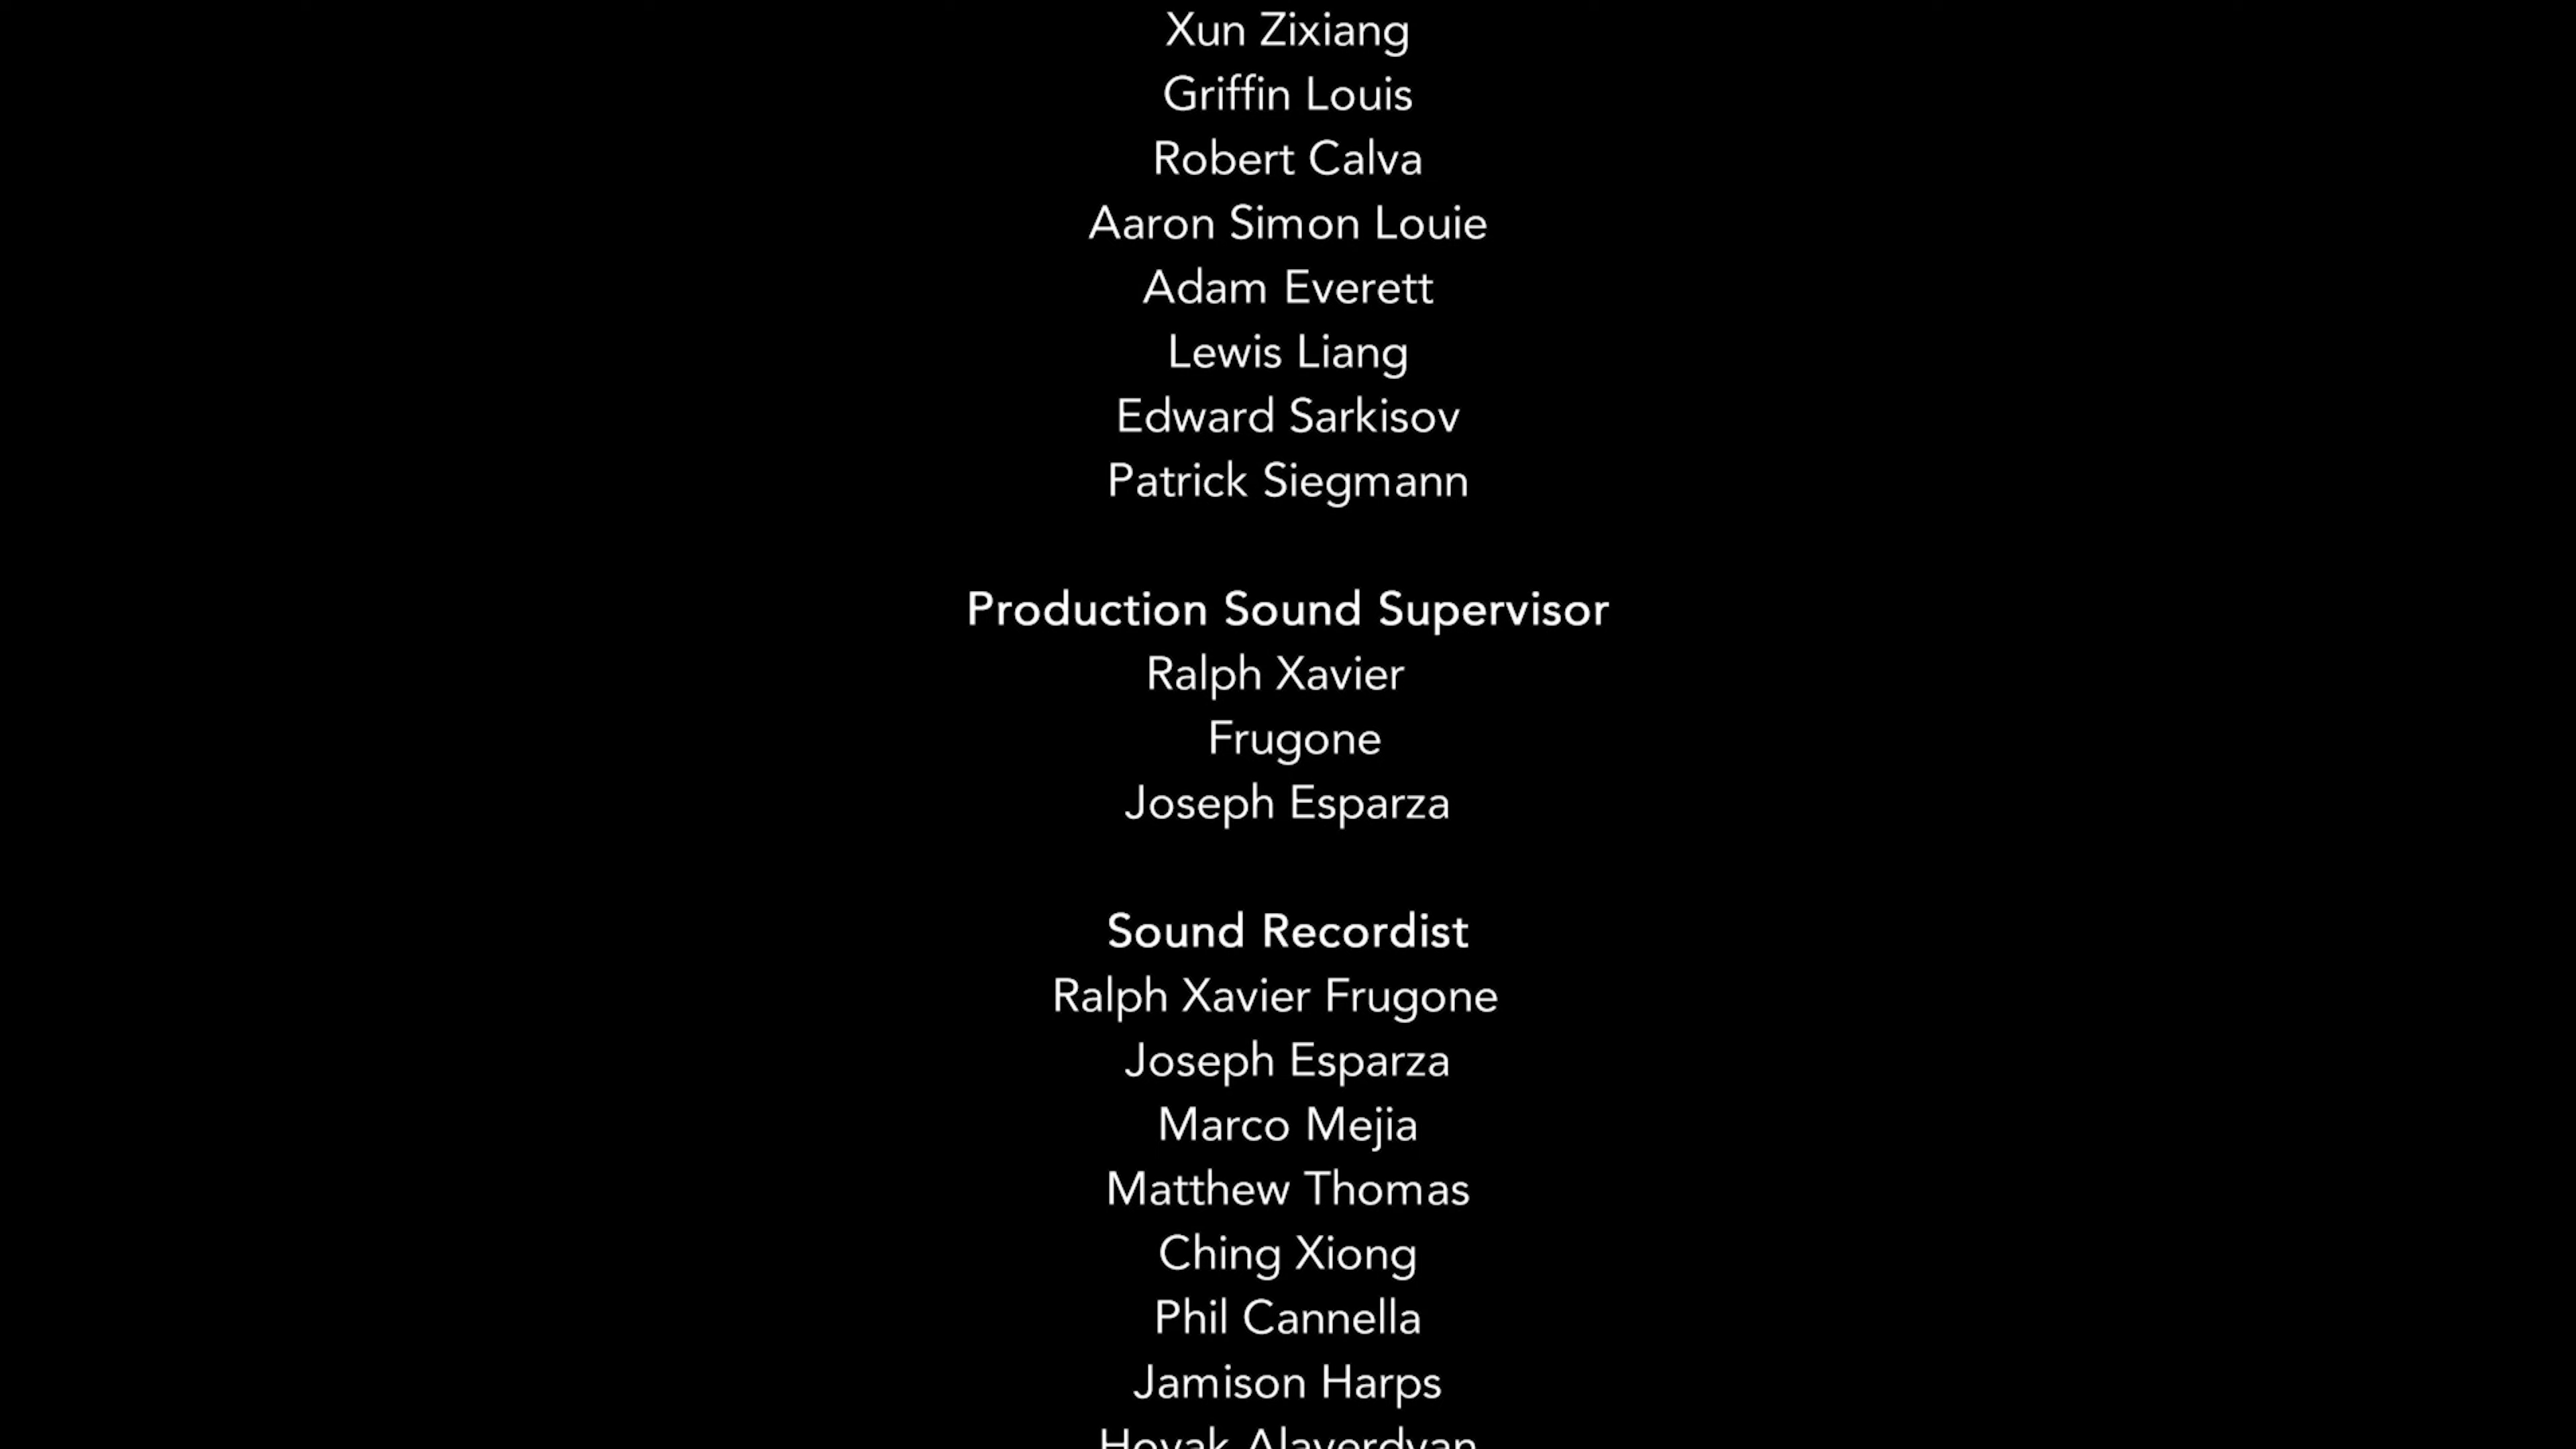 Xun Zixiang
Griffin Louis
Robert Calva
Aaron Simon Louie
Adam Everett
Lewis Liang
Edward Sarkisov
Patrick Siegmann
Production Sound Supervisor
Ralph Xavier
Frugone
Joseph Esparza
Sound Recordist
Ralph Xavier Frugone
Joseph Esparza
Marco Mejia
Matthew Thomas
Ching Xiong
Phil Cannella
Jamison Harps